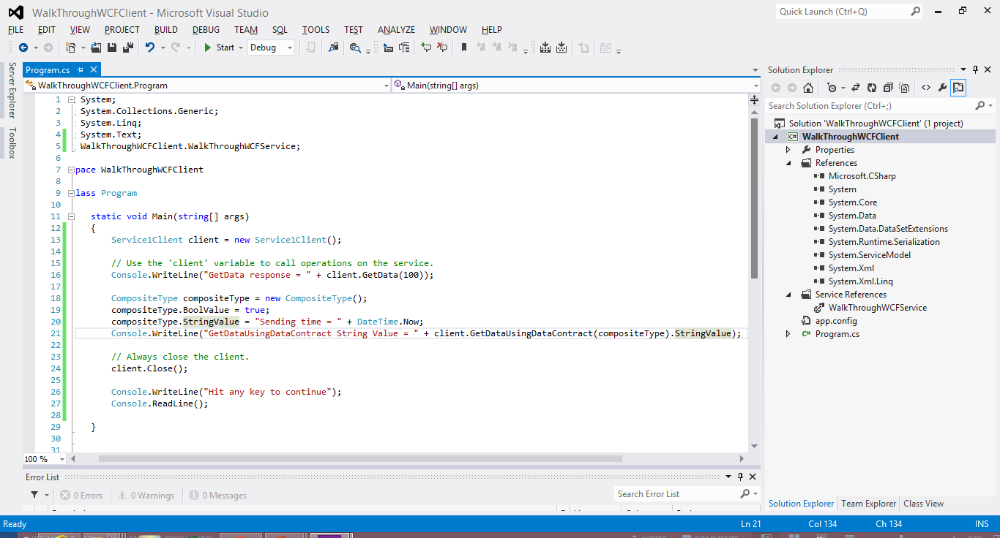 WalkThroughWCFClient - Microsoft Visual Studio
Quick Launch (Ctrl+Q)
FILE EDIT VIEW PROJECT BUILD DEBUG TEAM SQL TOOLS TEST ANALYZE WINDOW HELP
Start Debug
Server Explorer
Toolbox
Program.cs
WalkThroughWCFClient.Program
Main(string[] args)
1 System;
2 System.Collections.Generic;
3 System.Linq;
4 System.Text;
5 WalkThroughWCFClient.WalkThroughWCFService;
6
7 pace WalkThroughWCFClient
8
9 lass Program
10
11 static void Main(string[] args)
12 {
13 Service1Client client = new Service1Client();
14
15 // Use the 'client' variable to call operations on the service.
16 Console.WriteLine("GetData response = " + client.GetData(100));
17
18 CompositeType compositeType = new CompositeType();
19 compositeType.BoolValue = true;
20 compositeType.StringValue = "Sending time = " + DateTime.Now;
21 Console.WriteLine("GetDataUsingDataContract String Value = " + client.GetDataUsingDataContract(compositeType).StringValue);
22
23 // Always close the client.
24 client.Close();
25
26 Console.WriteLine("Hit any key to continue");
27 Console.ReadLine();
28
29 }
30
31
100 %
Error List
0 Errors 0 Warnings 0 Messages
Search Error List
Solution Explorer
Search Solution Explorer (Ctrl+;)
Solution 'WalkThroughWCFClient' (1 project)
C# WalkThroughWCFClient
Properties
References
Microsoft.CSharp
System
System.Core
System.Data
System.Data.DataSetExtensions
System.Runtime.Serialization
System.ServiceModel
System.Xml
System.Xml.Linq
Service References
WalkThroughWCFService
app.config
C# Program.cs
Solution Explorer Team Explorer Class View
Ready
Ln 21 Col 134 Ch 134 INS